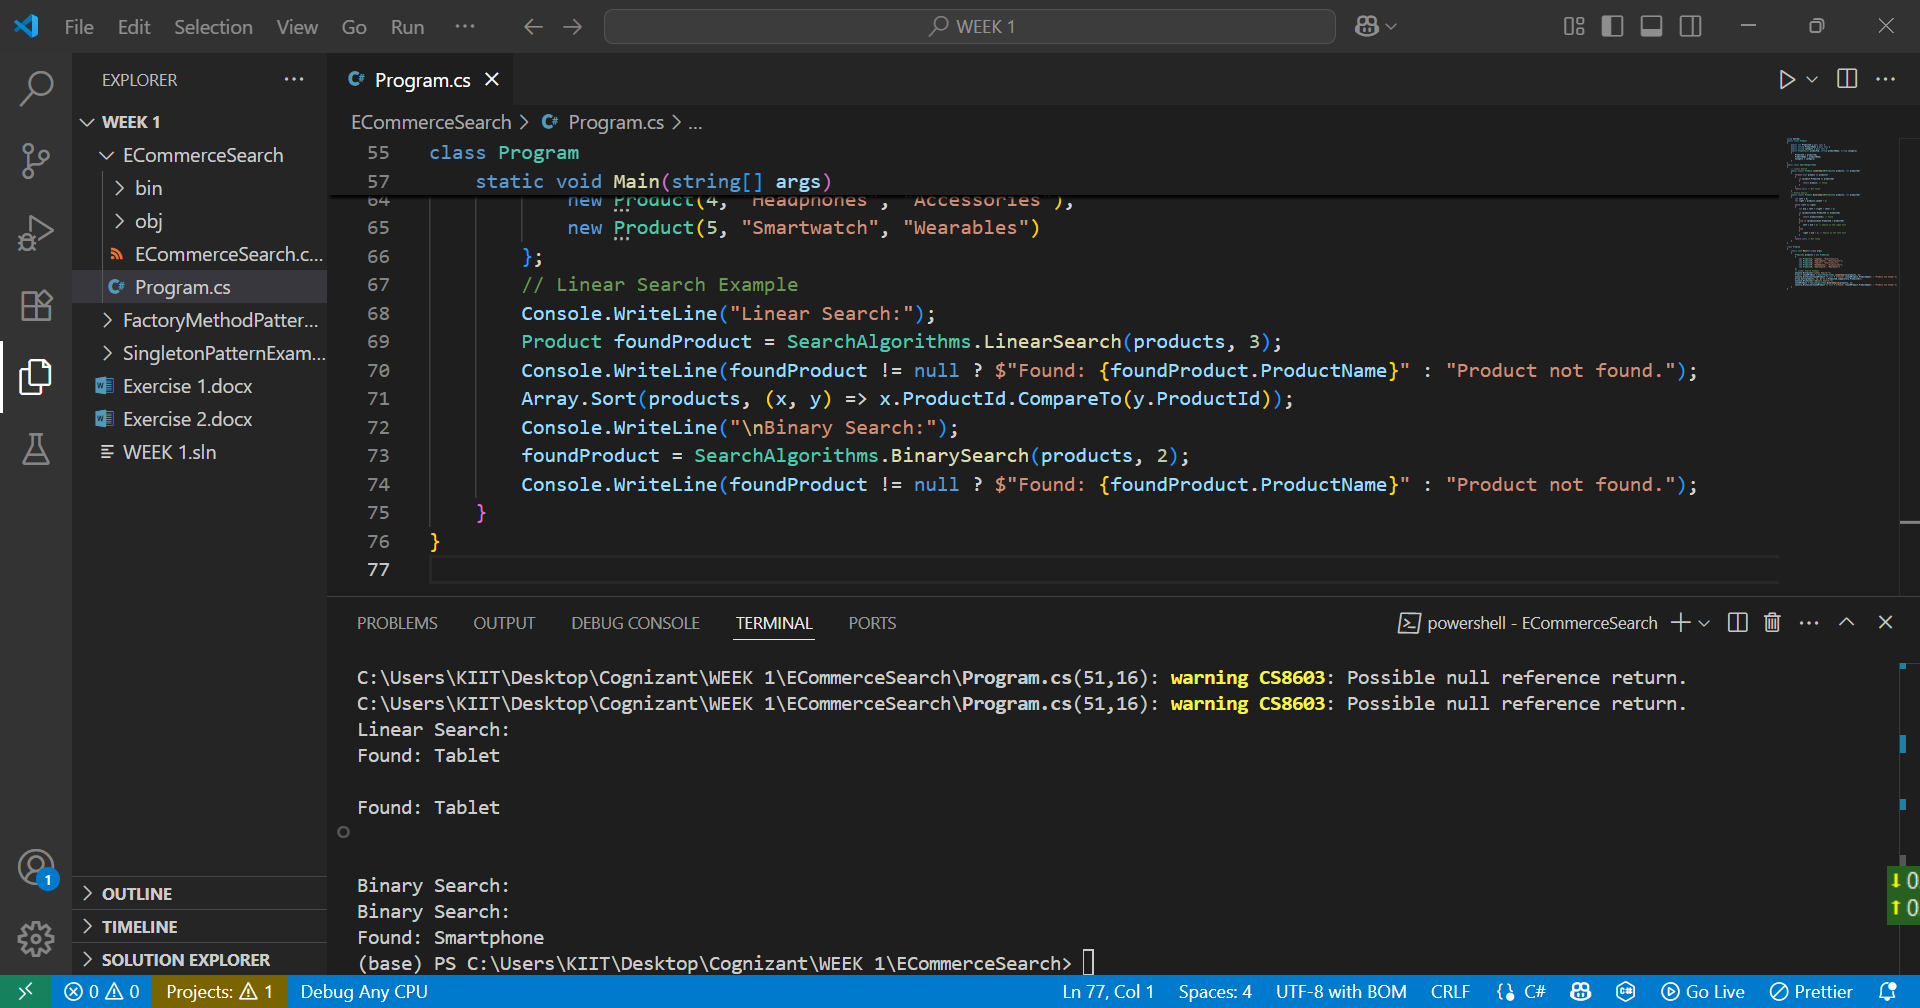 File Edit Selection View Go Run ··· WEEK 1
EXPLORER ···
WEEK 1
ECommerceSearch
bin
obj
ECommerceSearch.c...
Program.cs
FactoryMethodPatter...
SingletonPatternExam...
Exercise 1.docx
Exercise 2.docx
WEEK 1.sln
OUTLINE
TIMELINE
SOLUTION EXPLORER
1
Program.cs
ECommerceSearch > Program.cs > ...
55 class Program
57 static void Main(string[] args)
64 new Product(4, "Headphones", "Accessories"),
65 new Product(5, "Smartwatch", "Wearables")
66 };
67 // Linear Search Example
68 Console.WriteLine("Linear Search:");
69 Product foundProduct = SearchAlgorithms.LinearSearch(products, 3);
70 Console.WriteLine(foundProduct != null ? $"Found: {foundProduct.ProductName}" : "Product not found.");
71 Array.Sort(products, (x, y) => x.ProductId.CompareTo(y.ProductId));
72 Console.WriteLine("\nBinary Search:");
73 foundProduct = SearchAlgorithms.BinarySearch(products, 2);
74 Console.WriteLine(foundProduct != null ? $"Found: {foundProduct.ProductName}" : "Product not found.");
75 }
76 }
77
PROBLEMS OUTPUT DEBUG CONSOLE TERMINAL PORTS powershell - ECommerceSearch
C:\Users\KIIT\Desktop\Cognizant\WEEK 1\ECommerceSearch\Program.cs(51,16): warning CS8603: Possible null reference return.
C:\Users\KIIT\Desktop\Cognizant\WEEK 1\ECommerceSearch\Program.cs(51,16): warning CS8603: Possible null reference return.
Linear Search:
Found: Tablet
Found: Tablet
Binary Search:
Binary Search:
Found: Smartphone
(base) PS C:\Users\KIIT\Desktop\Cognizant\WEEK 1\ECommerceSearch>
↓ 0
↑ 0
0 0 Projects: 1 Debug Any CPU Ln 77, Col 1 Spaces: 4 UTF-8 with BOM CRLF C# Go Live Prettier